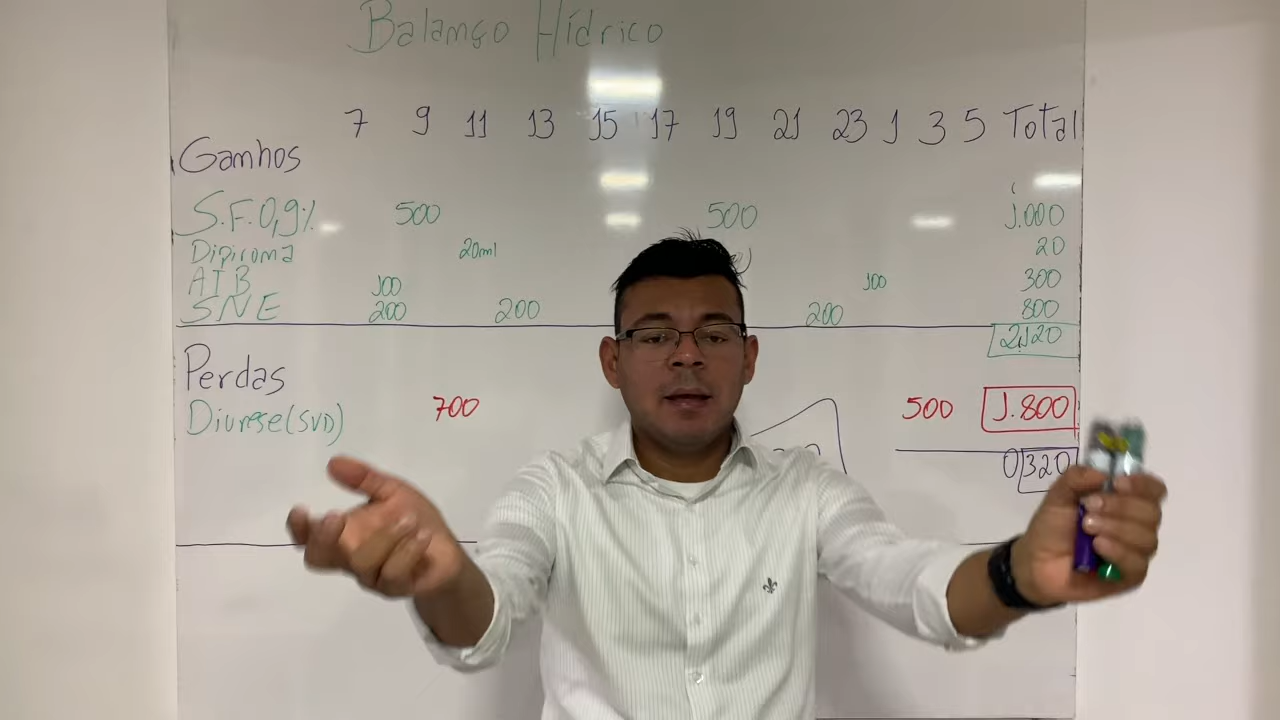 Balanço Hídrico
7 9 11 13 15 17 19 21 23 1 3 5 Total
Ganhos
S.F. 0,9% 500 500 1.000
Dipirona 20ml 20
ATB 100 100 300
SNE 200 200 200 800
2.120
Perdas
Diurese (SVD) 700 500 1.800
320